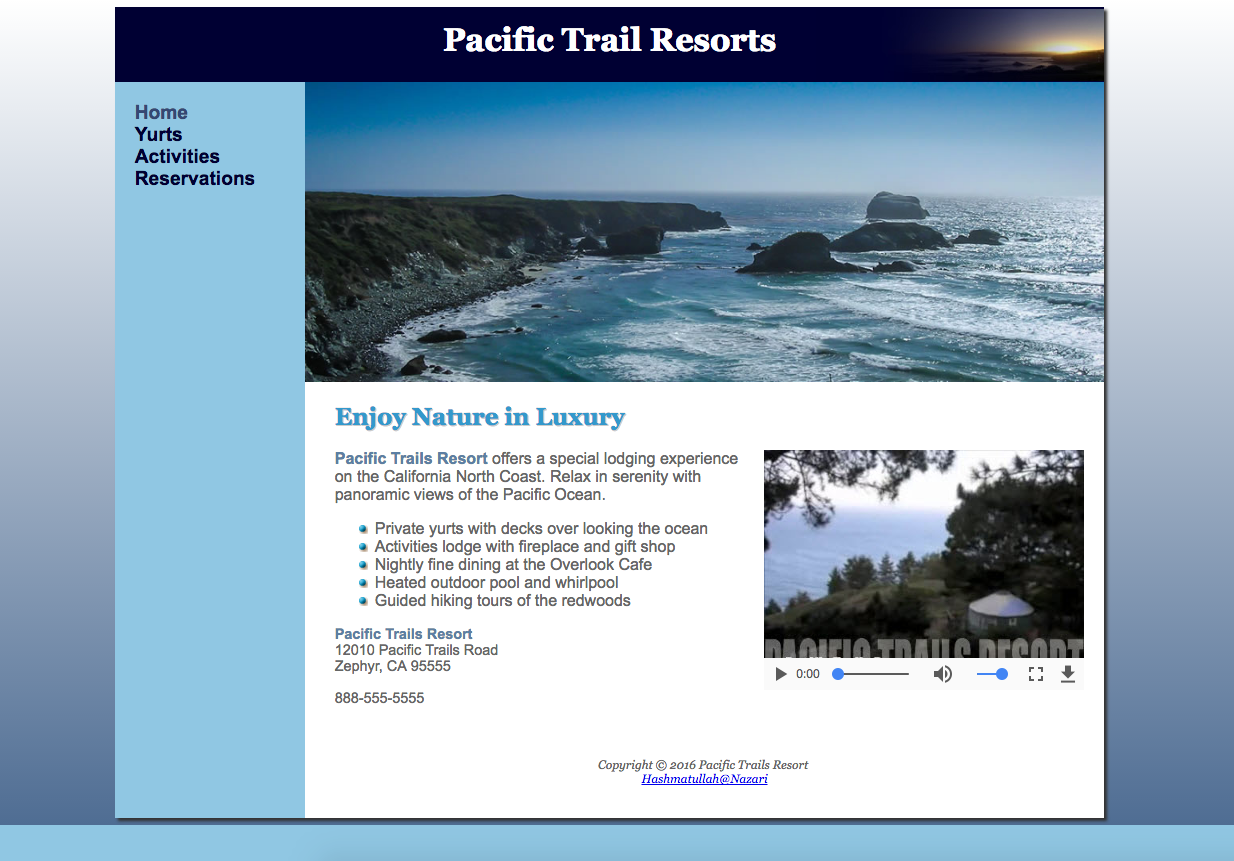 Pacific Trail Resorts
Home
Yurts
Activities
Reservations
Enjoy Nature in Luxury
Pacific Trails Resort offers a special lodging experience
on the California North Coast. Relax in serenity with
panoramic views of the Pacific Ocean.
Private yurts with decks over looking the ocean
Activities lodge with fireplace and gift shop
Nightly fine dining at the Overlook Cafe
Heated outdoor pool and whirlpool
Guided hiking tours of the redwoods
Pacific Trails Resort
12010 Pacific Trails Road
Zephyr, CA 95555
888-555-5555
PACIFIC TRAILS RESORT
0:00
Copyright © 2016 Pacific Trails Resort
Hashmatullah@Nazari